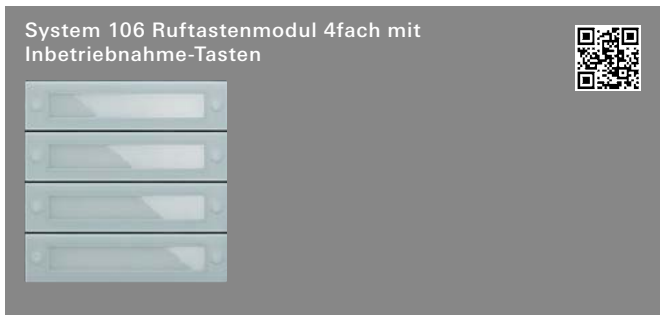 System 106 Ruftastenmodul 4fach mit
Inbetriebnahme-Tasten